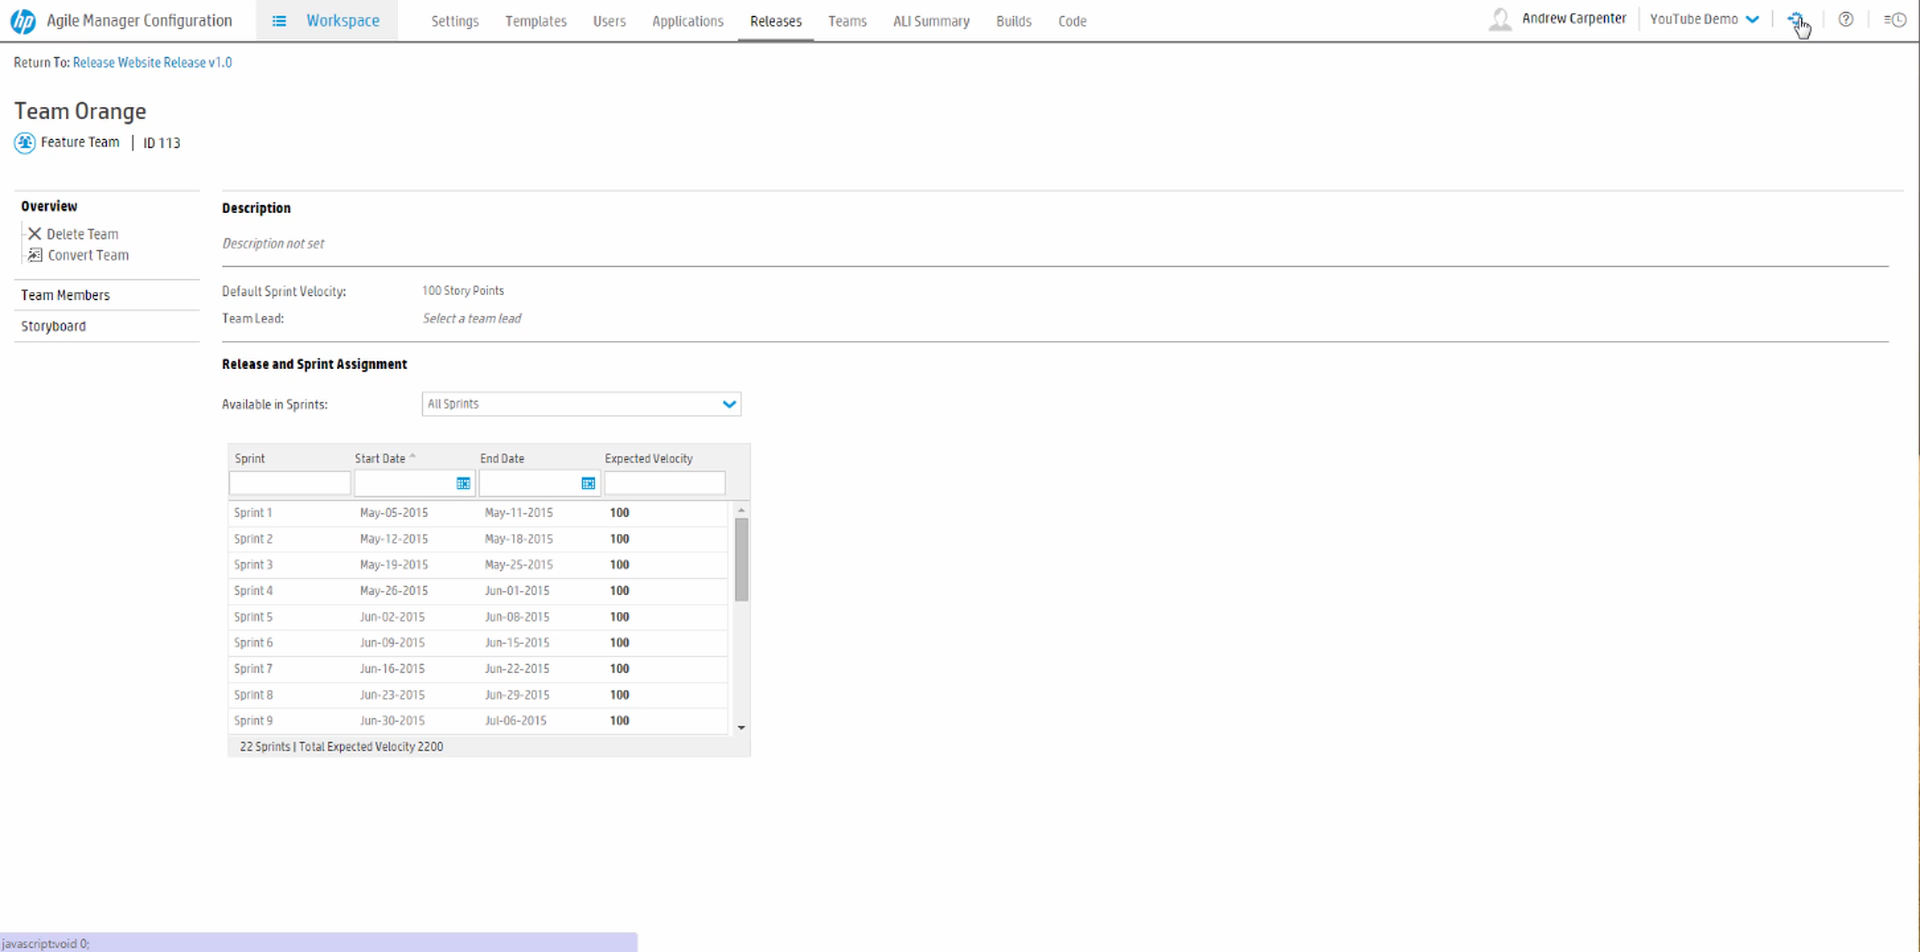 hp Agile Manager Configuration Workspace Settings Templates Users Applications Releases Teams ALI Summary Builds Code Andrew Carpenter YouTube Demo
Return To: Release Website Release v1.0
Team Orange
Feature Team | ID 113
Overview
Delete Team
Convert Team
Team Members
Storyboard
Description
Description not set
Default Sprint Velocity: 100 Story Points
Team Lead: Select a team lead
Release and Sprint Assignment
Available in Sprints: All Sprints
Sprint Start Date End Date Expected Velocity
Sprint 1 May-05-2015 May-11-2015 100
Sprint 2 May-12-2015 May-18-2015 100
Sprint 3 May-19-2015 May-25-2015 100
Sprint 4 May-26-2015 Jun-01-2015 100
Sprint 5 Jun-02-2015 Jun-08-2015 100
Sprint 6 Jun-09-2015 Jun-15-2015 100
Sprint 7 Jun-16-2015 Jun-22-2015 100
Sprint 8 Jun-23-2015 Jun-29-2015 100
Sprint 9 Jun-30-2015 Jul-06-2015 100
22 Sprints | Total Expected Velocity 2200
javascript:void 0;